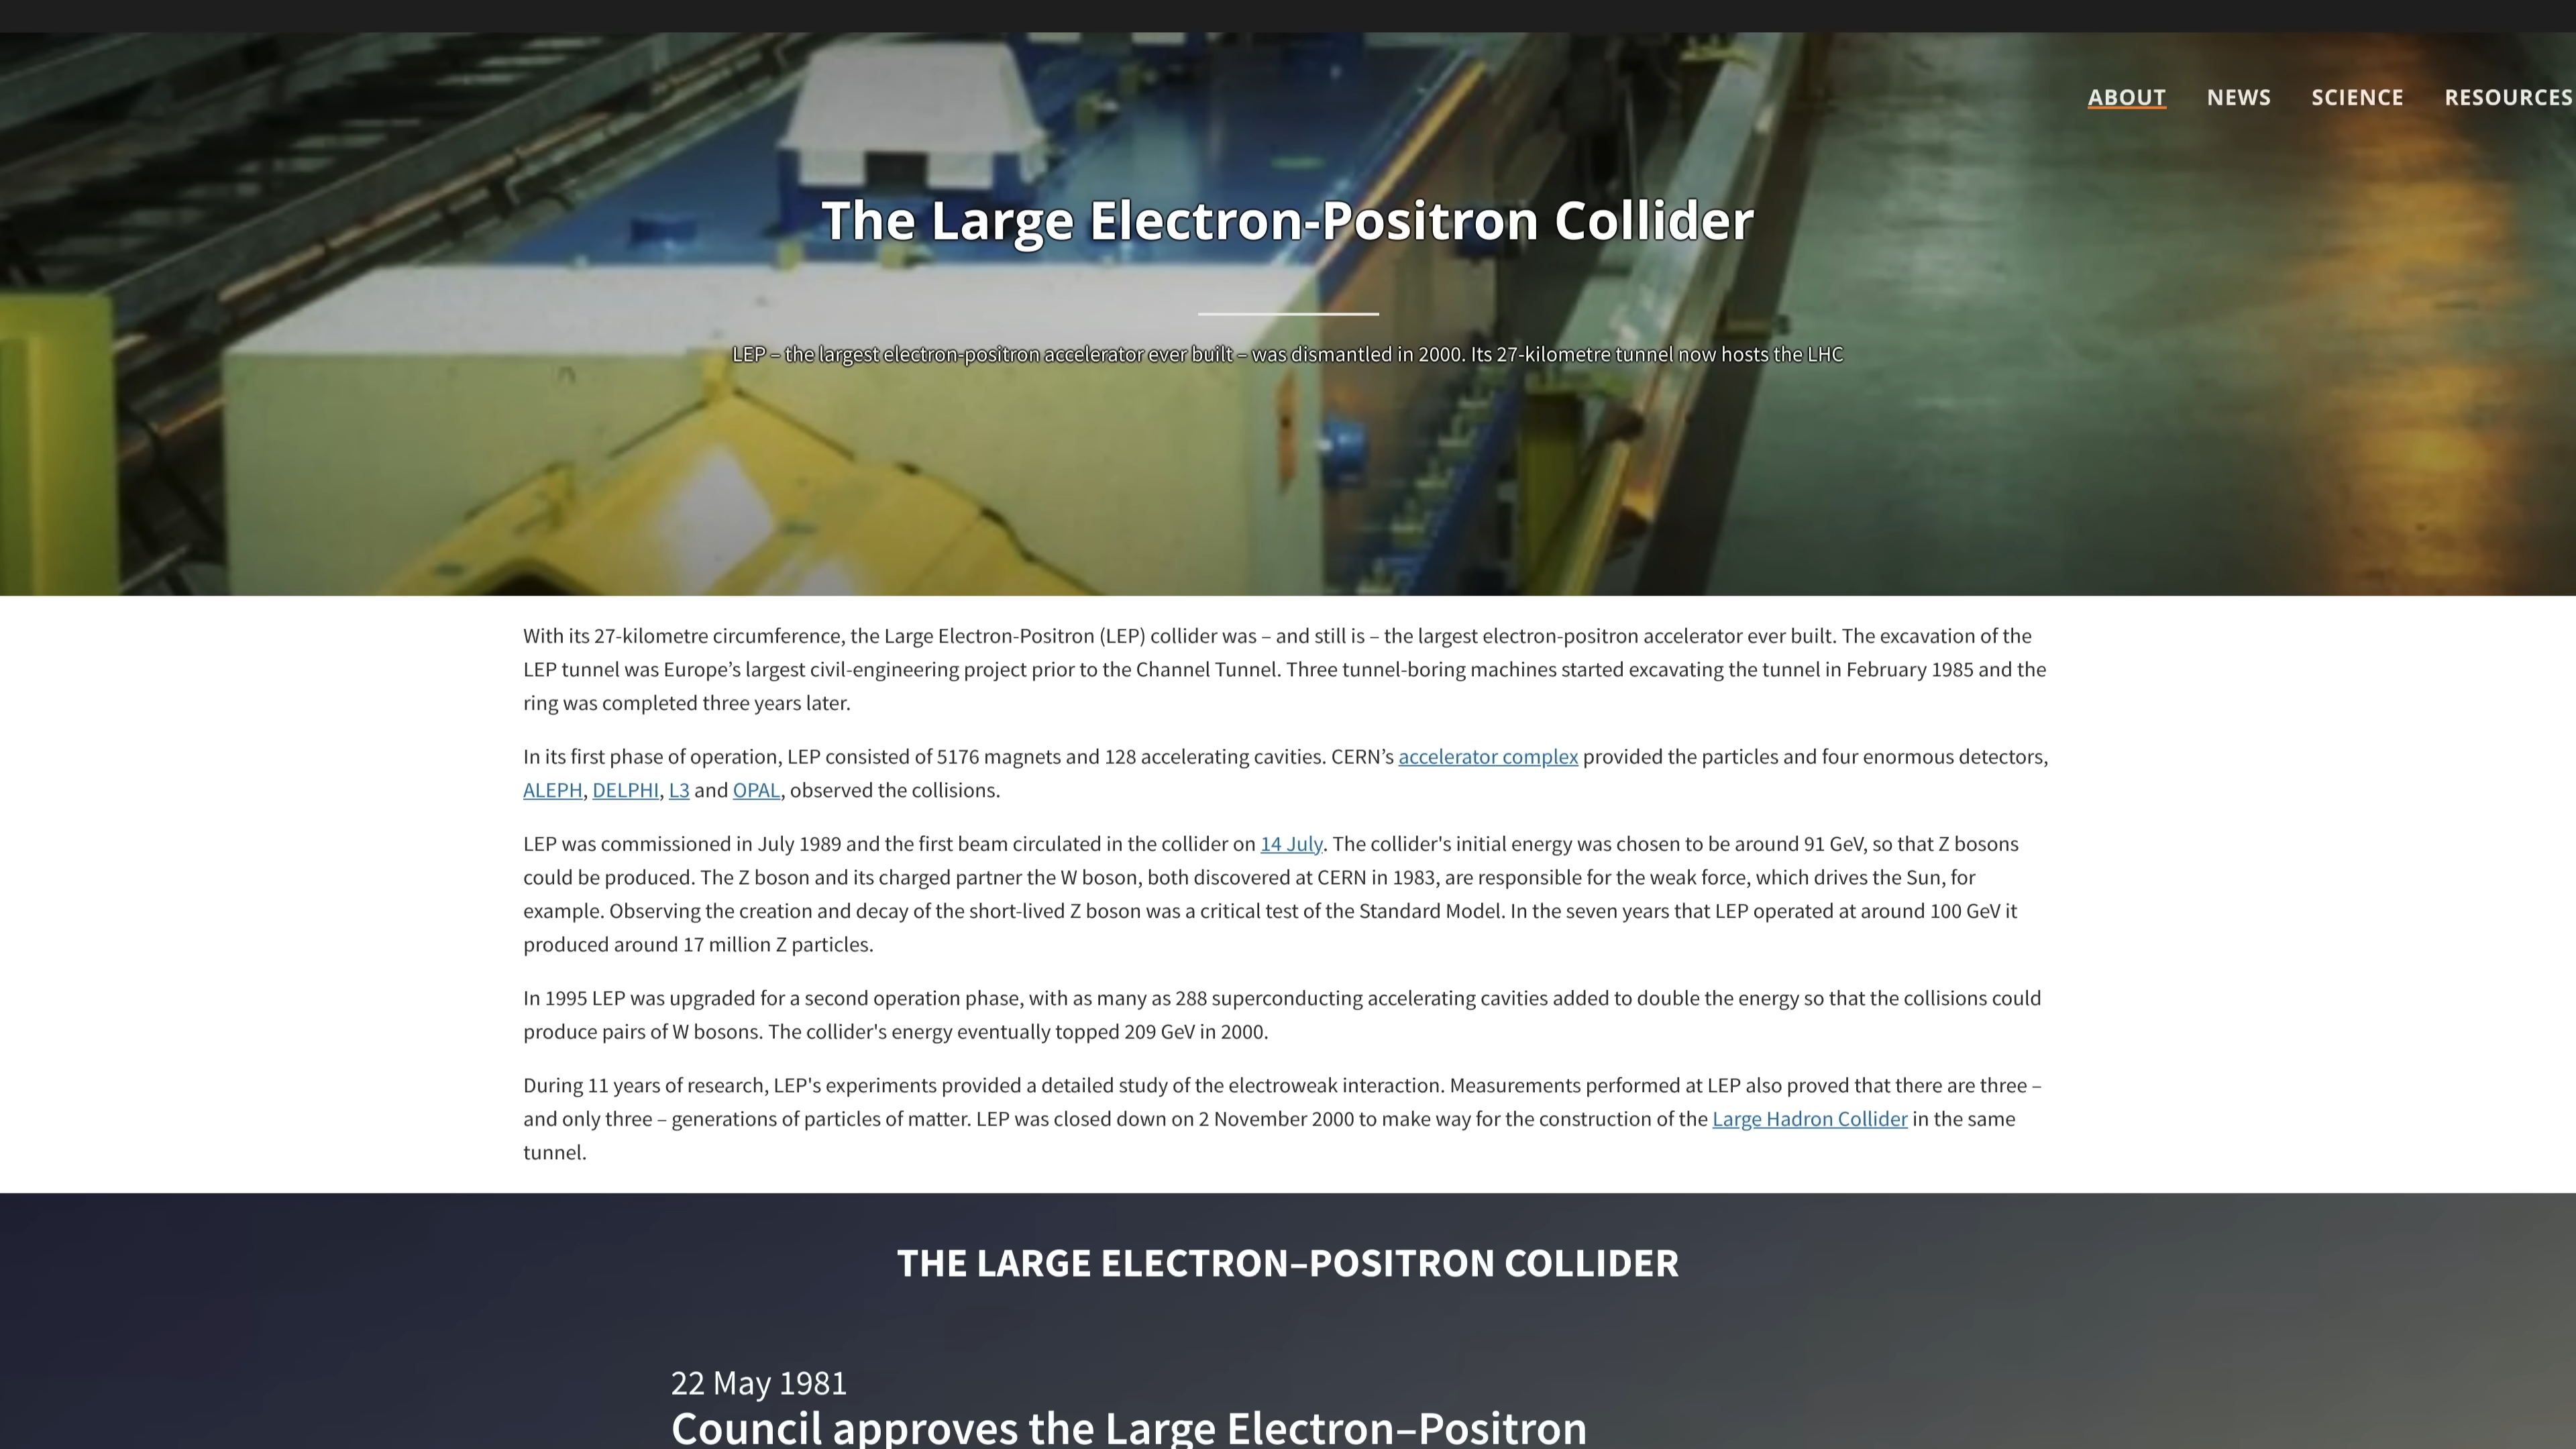 ABOUT NEWS SCIENCE RESOURCES
The Large Electron-Positron Collider
LEP – the largest electron-positron accelerator ever built – was dismantled in 2000. Its 27-kilometre tunnel now hosts the LHC
With its 27-kilometre circumference, the Large Electron-Positron (LEP) collider was – and still is – the largest electron-positron accelerator ever built. The excavation of the
LEP tunnel was Europe’s largest civil-engineering project prior to the Channel Tunnel. Three tunnel-boring machines started excavating the tunnel in February 1985 and the
ring was completed three years later.
In its first phase of operation, LEP consisted of 5176 magnets and 128 accelerating cavities. CERN’s accelerator complex provided the particles and four enormous detectors,
ALEPH, DELPHI, L3 and OPAL, observed the collisions.
LEP was commissioned in July 1989 and the first beam circulated in the collider on 14 July. The collider's initial energy was chosen to be around 91 GeV, so that Z bosons
could be produced. The Z boson and its charged partner the W boson, both discovered at CERN in 1983, are responsible for the weak force, which drives the Sun, for
example. Observing the creation and decay of the short-lived Z boson was a critical test of the Standard Model. In the seven years that LEP operated at around 100 GeV it
produced around 17 million Z particles.
In 1995 LEP was upgraded for a second operation phase, with as many as 288 superconducting accelerating cavities added to double the energy so that the collisions could
produce pairs of W bosons. The collider's energy eventually topped 209 GeV in 2000.
During 11 years of research, LEP's experiments provided a detailed study of the electroweak interaction. Measurements performed at LEP also proved that there are three –
and only three – generations of particles of matter. LEP was closed down on 2 November 2000 to make way for the construction of the Large Hadron Collider in the same
tunnel.
THE LARGE ELECTRON–POSITRON COLLIDER
22 May 1981
Council approves the Large Electron–Positron